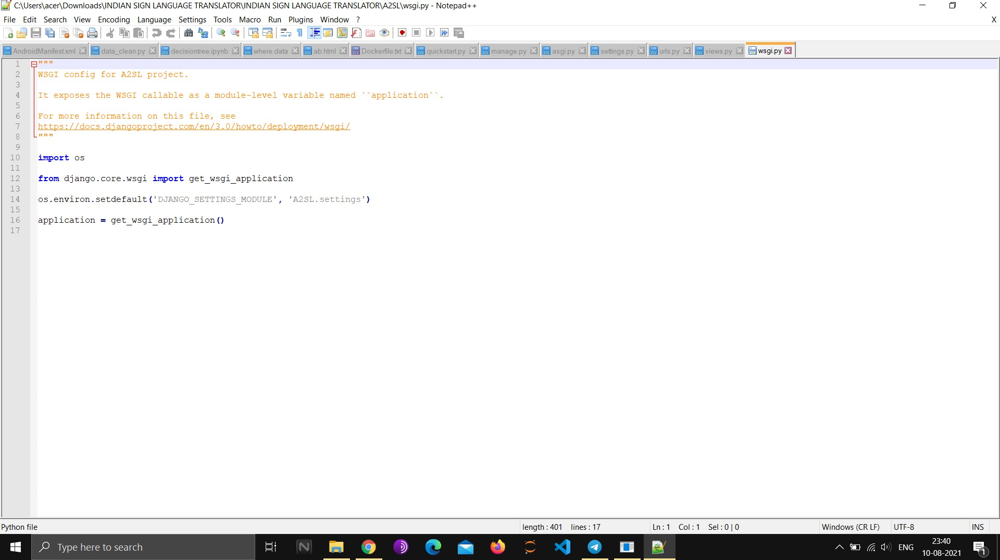 C:\Users\acer\Downloads\INDIAN SIGN LANGUAGE TRANSLATOR\INDIAN SIGN LANGUAGE TRANSLATOR\A2SL\wsgi.py - Notepad++
File Edit Search View Encoding Language Settings Tools Macro Run Plugins Window ? X
AndroidManifest.xml data_clean.py decisiontree.ipynb where.data ab.html Dockerfile.txt quickstart.py manage.py asgi.py settings.py urls.py views.py wsgi.py
1 """
2 WSGI config for A2SL project.
3
4 It exposes the WSGI callable as a module-level variable named ``application``.
5
6 For more information on this file, see
7 https://docs.djangoproject.com/en/3.0/howto/deployment/wsgi/
8 """
9
10 import os
11
12 from django.core.wsgi import get_wsgi_application
13
14 os.environ.setdefault('DJANGO_SETTINGS_MODULE', 'A2SL.settings')
15
16 application = get_wsgi_application()
17
Python file length : 401 lines : 17 Ln : 1 Col : 1 Sel : 0 | 0 Windows (CR LF) UTF-8 INS
Type here to search ENG 23:40
10-08-2021 1